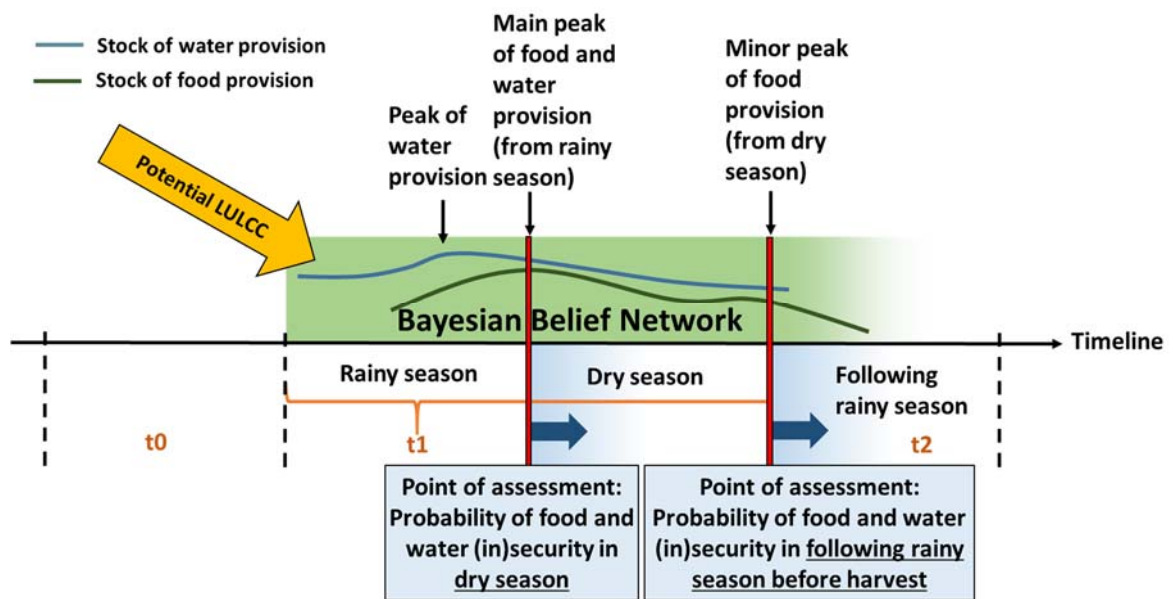 Stock of water provision
Stock of food provision
Potential LULCC
Peak of
water
provision
Main peak
of food and
water
provision
(from rainy
season)
Minor peak
of food
provision
(from dry
season)
Bayesian Belief Network
Timeline
Rainy season
Dry season
Following
rainy season
t0
t1
t2
Point of assessment:
Probability of food and
water (in)security in
dry season
Point of assessment:
Probability of food and water
(in)security in following rainy
season before harvest